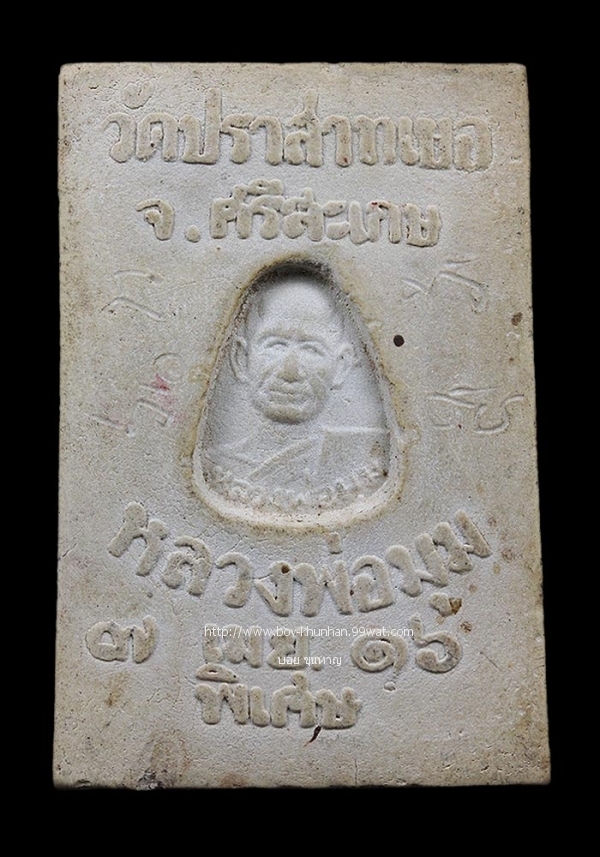 วัดปราสาทเยอ
จ.ศรีสะเกษ
หลวงพ่อมุม
หลวงพ่อมุม
๗ เมย. ๑๖
http://www.boy-khunhan.99wat.com
บอย ขุนหาญ
พิเศษ